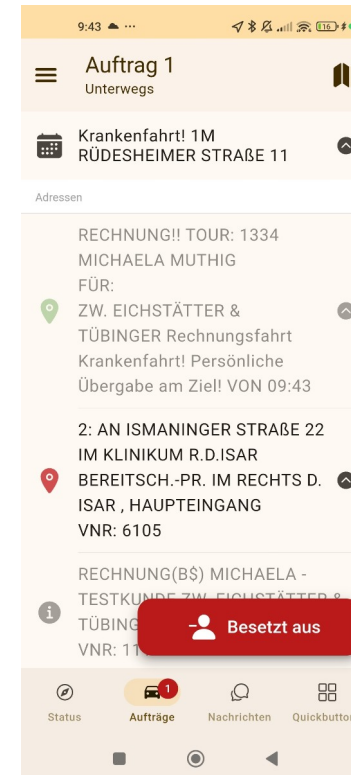 9:43
16
Auftrag 1
Unterwegs
Krankenfahrt! 1M
RÜDESHEIMER STRAßE 11
Adressen
RECHNUNG!! TOUR: 1334
MICHAELA MUTHIG
FÜR:
ZW. EICHSTÄTTER &
TÜBINGER Rechnungsfahrt
Krankenfahrt! Persönliche
Übergabe am Ziel! VON 09:43
2: AN ISMANINGER STRAßE 22
IM KLINIKUM R.D.ISAR
BEREITSCH.-PR. IM RECHTS D.
ISAR , HAUPTEINGANG
VNR: 6105
RECHNUNG(B$) MICHAELA -
TESTKUNDE ZW. EICHSTÄTTER &
TÜBING
VNR: 11
Besetzt aus
1
Status
Aufträge
Nachrichten
Quickbutton